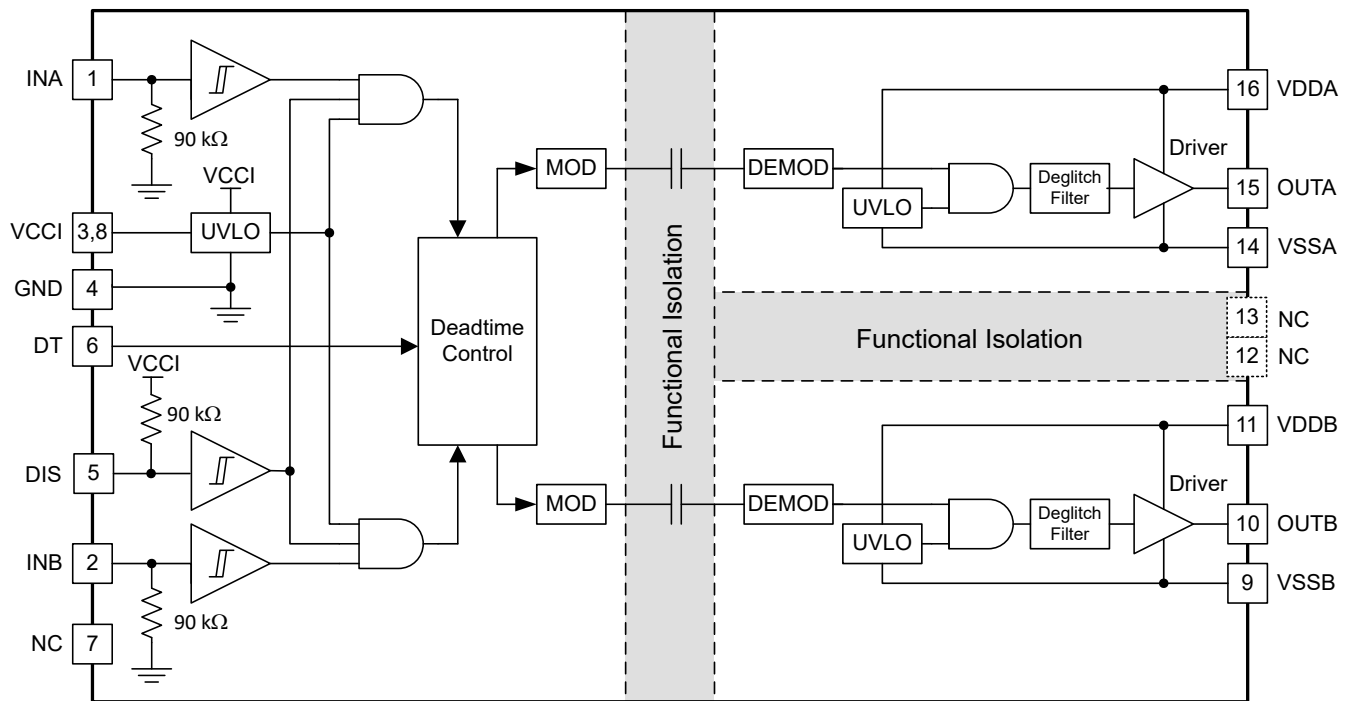 INA 1
90 kΩ
VCCI
VCCI 3,8
UVLO
GND 4
DT 6
VCCI
90 kΩ
DIS 5
INB 2
90 kΩ
NC 7
Deadtime
Control
MOD
MOD
Functional Isolation
DEMOD
UVLO
Deglitch
Filter
Driver
16 VDDA
15 OUTA
14 VSSA
Functional Isolation
13 NC
12 NC
DEMOD
UVLO
Deglitch
Filter
Driver
11 VDDB
10 OUTB
9 VSSB